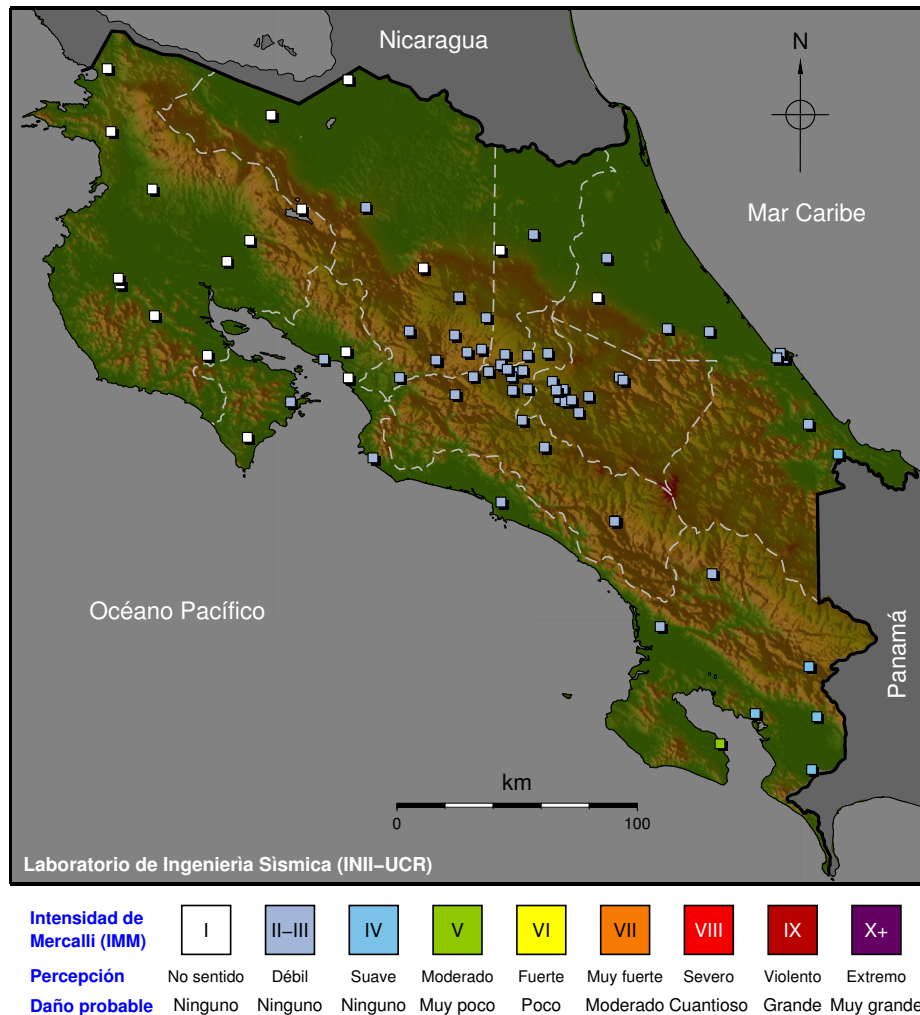 Nicaragua
N
Mar Caribe
Océano Pacífico
Panamá
km
0 100
Laboratorio de Ingenierìa Sìsmica (INII–UCR)
Intensidad de Mercalli (IMM) I II–III IV V VI VII VIII IX X+
Percepción No sentido Débil Suave Moderado Fuerte Muy fuerte Severo Violento Extremo
Daño probable Ninguno Ninguno Ninguno Muy poco Poco Moderado Cuantioso Grande Muy grande